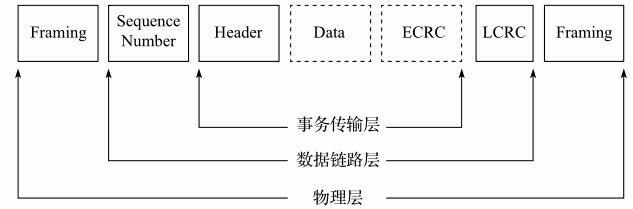 Framing
Sequence
Number
Header
Data
ECRC
LCRC
Framing
事务传输层
数据链路层
物理层